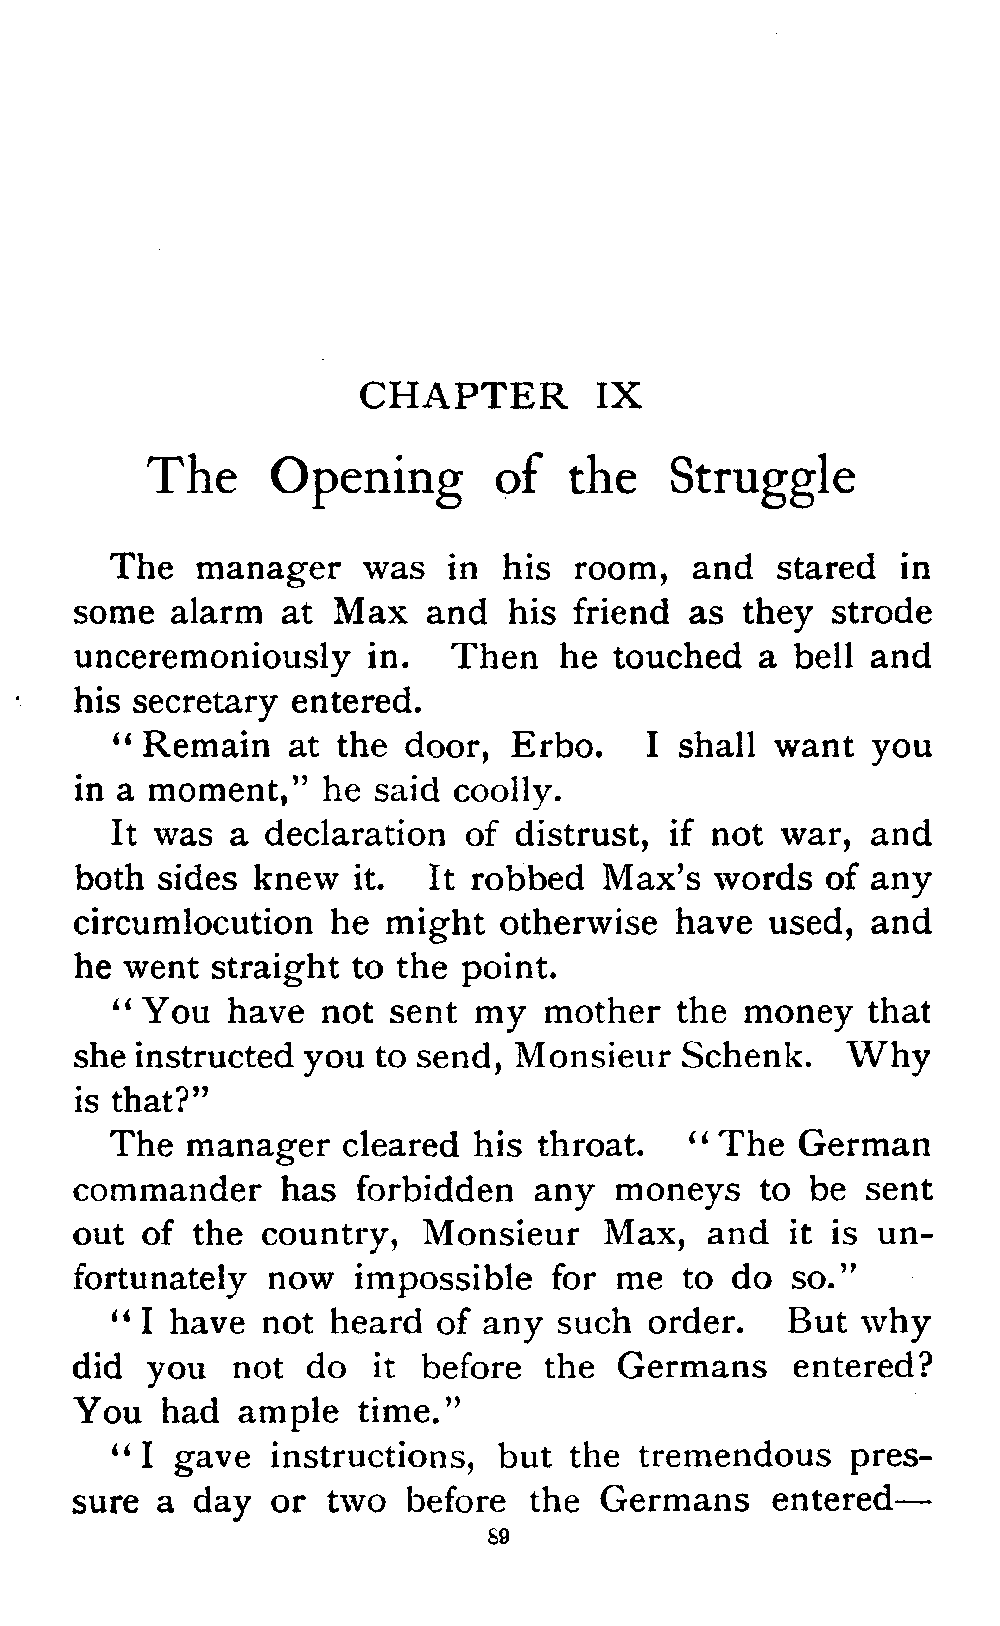 CHAPTER IX
The Opening of the Struggle
The manager was in his room, and stared in
some alarm at Max and his friend as they strode
unceremoniously in. Then he touched a bell and
his secretary entered.
“Remain at the door, Erbo. I shall want you
in a moment,” he said coolly.
It was a declaration of distrust, if not war, and
both sides knew it. It robbed Max’s words of any
circumlocution he might otherwise have used, and
he went straight to the point.
“You have not sent my mother the money that
she instructed you to send, Monsieur Schenk. Why
is that?”
The manager cleared his throat. “The German
commander has forbidden any moneys to be sent
out of the country, Monsieur Max, and it is un-
fortunately now impossible for me to do so.”
“I have not heard of any such order. But why
did you not do it before the Germans entered?
You had ample time.”
“I gave instructions, but the tremendous pres-
sure a day or two before the Germans entered—
89